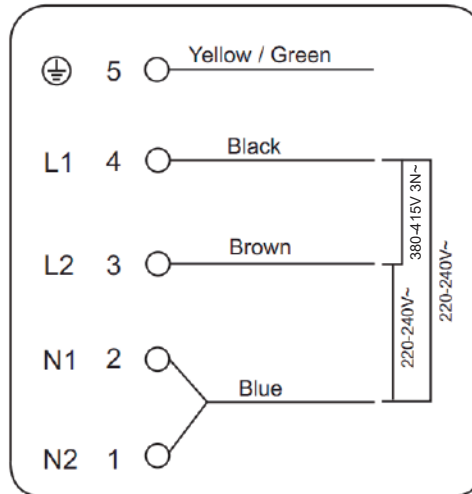 5 Yellow / Green
L1 4 Black
L2 3 Brown
N1 2
Blue
N2 1
380-415V 3N~
220-240V~
220-240V~